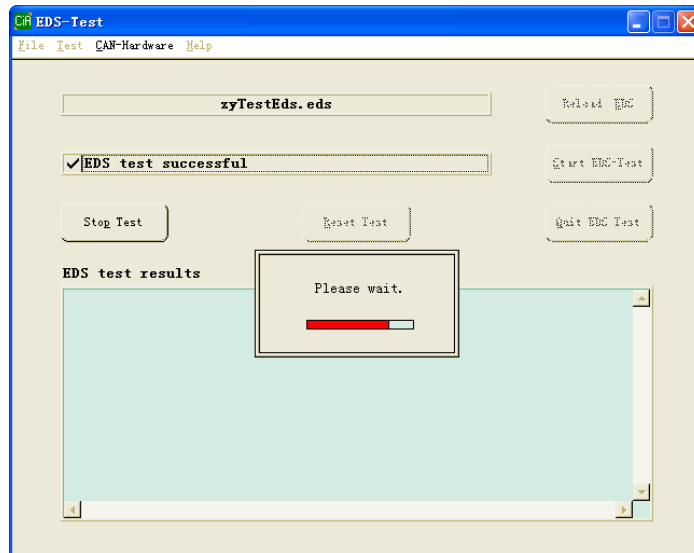 CiA EDS-Test
File Test CAN-Hardware Help
zyTestEds.eds
Reload EDS
EDS test successful
Start EDS-Test
Stop Test
Reset Test
Quit EDS Test
EDS test results
Please wait.